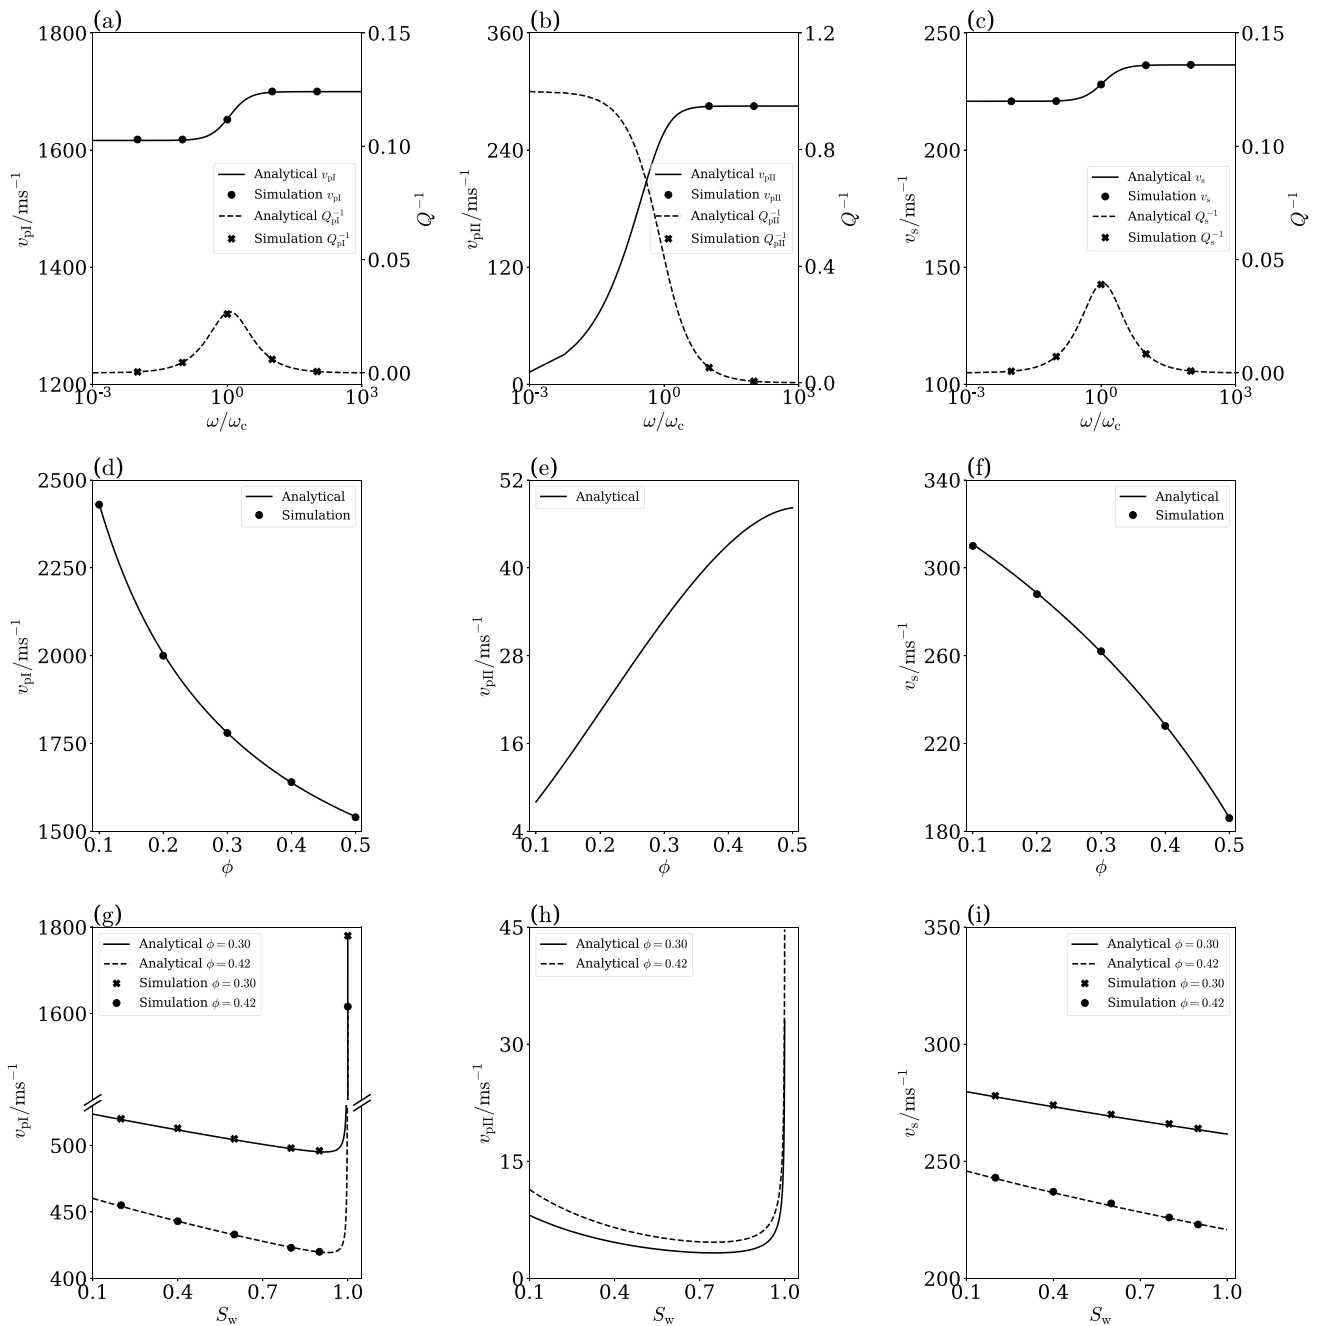 (a)
1800
1600
1400
1200
v_pI/ms^−1
0.15
0.10
0.05
0.00
Q^−1
Analytical v_pI
Simulation v_pI
Analytical Q_pI^−1
Simulation Q_pI^−1
10^−3
10^0
10^3
ω/ω_c
(b)
360
240
120
0
v_pII/ms^−1
1.2
0.8
0.4
0.0
Q^−1
Analytical v_pII
Simulation v_pII
Analytical Q_pII^−1
Simulation Q_pII^−1
10^−3
10^0
10^3
ω/ω_c
(c)
250
200
150
100
v_s/ms^−1
0.15
0.10
0.05
0.00
Q^−1
Analytical v_s
Simulation v_s
Analytical Q_s^−1
Simulation Q_s^−1
10^−3
10^0
10^3
ω/ω_c
(d)
2500
2250
2000
1750
1500
v_pI/ms^−1
Analytical
Simulation
0.1 0.2 0.3 0.4 0.5
ϕ
(e)
52
40
28
16
4
v_pII/ms^−1
Analytical
0.1 0.2 0.3 0.4 0.5
ϕ
(f)
340
300
260
220
180
v_s/ms^−1
Analytical
Simulation
0.1 0.2 0.3 0.4 0.5
ϕ
(g)
1800
1600
500
450
400
v_pI/ms^−1
Analytical ϕ = 0.30
Analytical ϕ = 0.42
Simulation ϕ = 0.30
Simulation ϕ = 0.42
0.1 0.4 0.7 1.0
S_w
(h)
45
30
15
0
v_pII/ms^−1
Analytical ϕ = 0.30
Analytical ϕ = 0.42
0.1 0.4 0.7 1.0
S_w
(i)
350
300
250
200
v_s/ms^−1
Analytical ϕ = 0.30
Analytical ϕ = 0.42
Simulation ϕ = 0.30
Simulation ϕ = 0.42
0.1 0.4 0.7 1.0
S_w